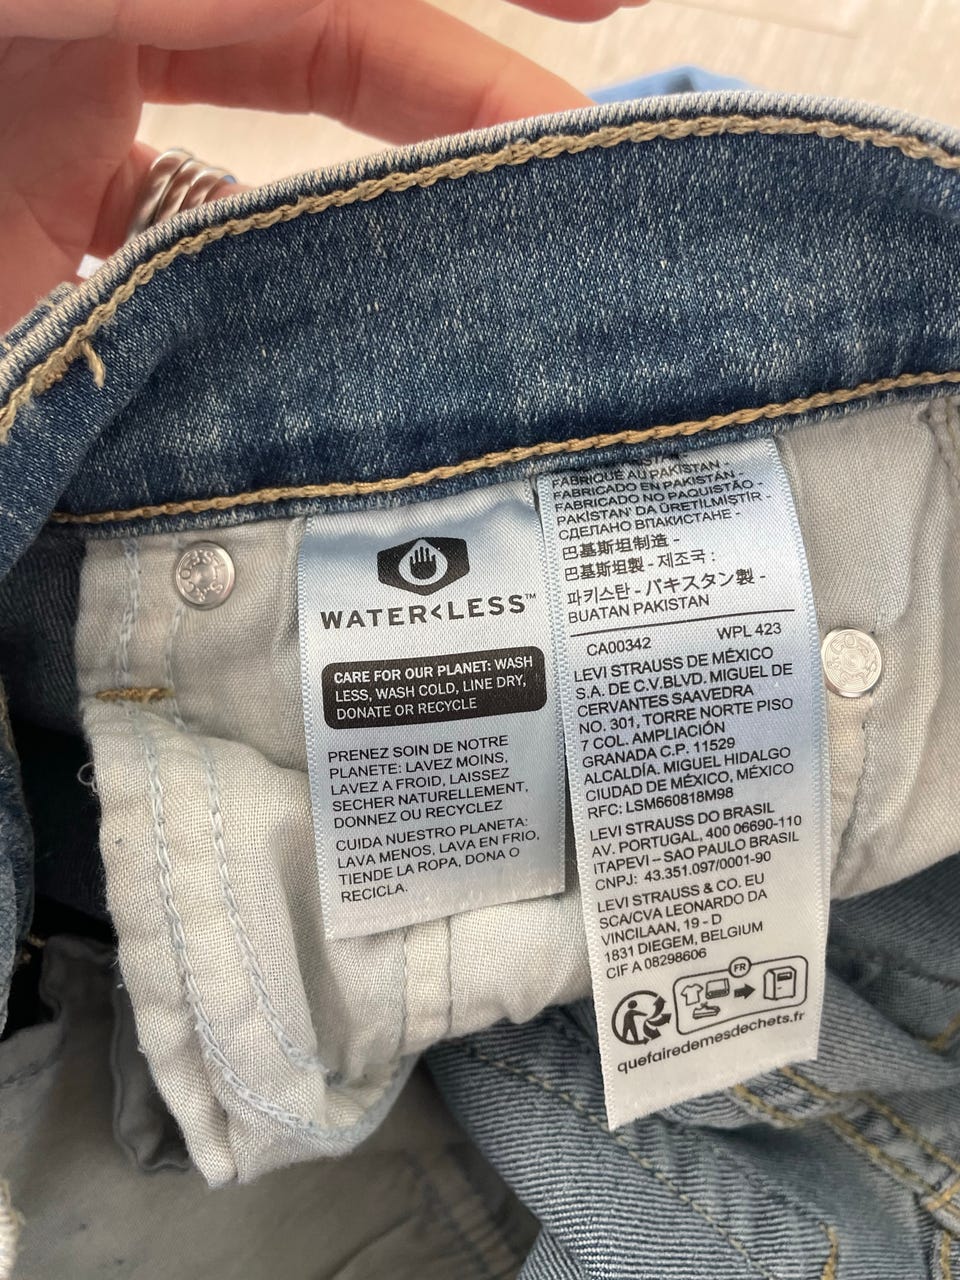 WATER<LESS™
CARE FOR OUR PLANET: WASH
LESS, WASH COLD, LINE DRY,
DONATE OR RECYCLE
PRENEZ SOIN DE NOTRE
PLANETE: LAVEZ MOINS,
LAVEZ A FROID, LAISSEZ
SECHER NATURELLEMENT,
DONNEZ OU RECYCLEZ
CUIDA NUESTRO PLANETA:
LAVA MENOS, LAVA EN FRIO,
TIENDE LA ROPA, DONA O
RECICLA.
FABRIQUE AU PAKISTAN -
FABRICADO EN PAKISTÁN -
FABRICADO NO PAQUISTÃO -
PAKİSTAN' DA ÜRETİLMİŞTİR -
СДЕЛАНО ВПАКИСТАНЕ -
巴基斯坦制造 -
巴基斯坦製 - 제조국 :
파키스탄 - パキスタン製 -
BUATAN PAKISTAN
CA00342 WPL 423
LEVI STRAUSS DE MÉXICO
S.A. DE C.V.BLVD. MIGUEL DE
CERVANTES SAAVEDRA
NO. 301, TORRE NORTE PISO
7 COL. AMPLIACIÓN
GRANADA C.P. 11529
ALCALDÍA. MIGUEL HIDALGO
CIUDAD DE MÉXICO, MÉXICO
RFC: LSM660818M98
LEVI STRAUSS DO BRASIL
AV. PORTUGAL, 400 06690-110
ITAPEVI – SAO PAULO BRASIL
CNPJ: 43.351.097/0001-90
LEVI STRAUSS & CO. EU
SCA/CVA LEONARDO DA
VINCILAAN, 19 - D
1831 DIEGEM, BELGIUM
CIF A 08298606
FR
quefairedemesdechets.fr